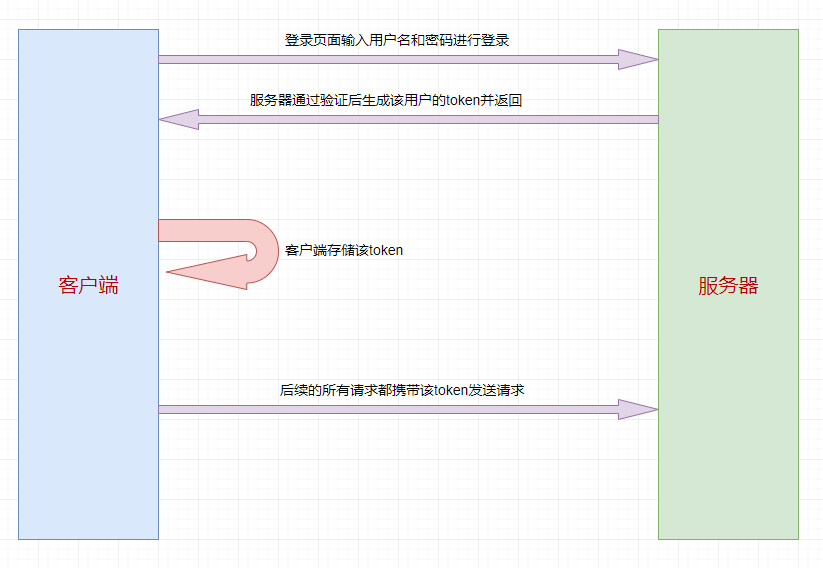 登录页面输入用户名和密码进行登录
服务器通过验证后生成该用户的token并返回
客户端存储该token
客户端
服务器
后续的所有请求都携带该token发送请求